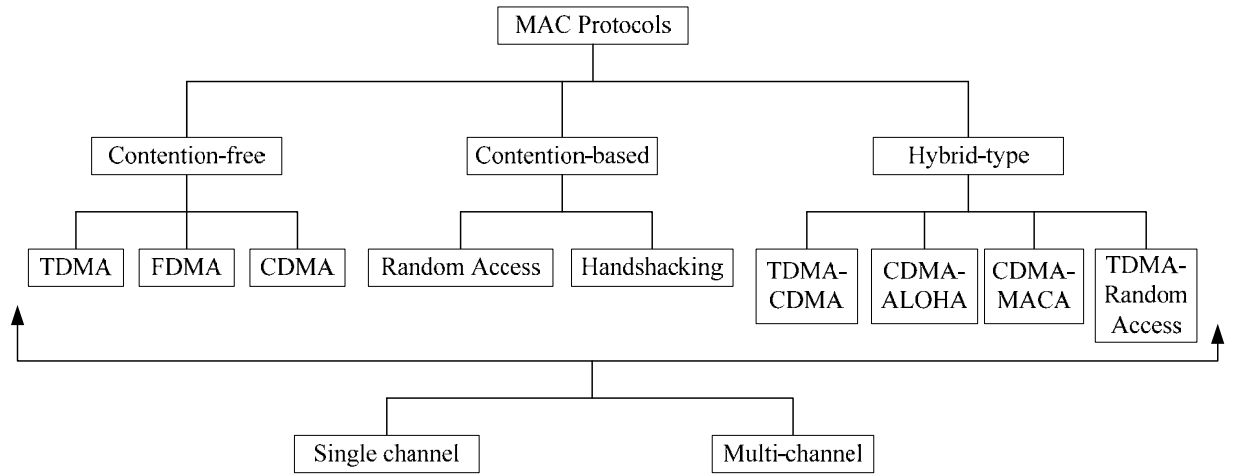 MAC Protocols
Contention-free
Contention-based
Hybrid-type
TDMA
FDMA
CDMA
Random Access
Handshacking
TDMA-
CDMA
CDMA-
ALOHA
CDMA-
MACA
TDMA-
Random
Access
Single channel
Multi-channel